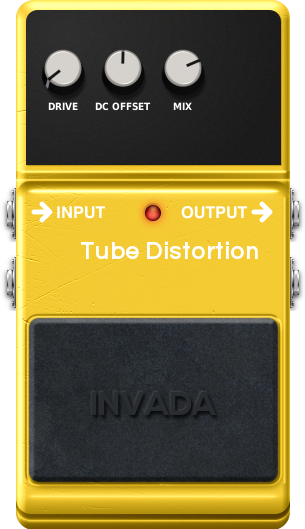 DRIVE DC OFFSET MIX
INPUT OUTPUT
Tube Distortion
INVADA